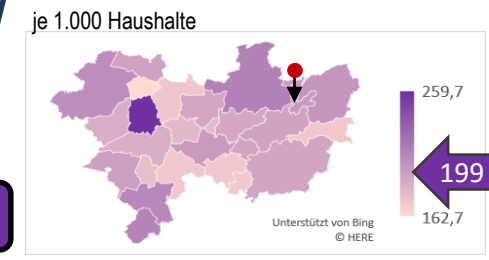 je 1.000 Haushalte
259,7
199
162,7
Unterstützt von Bing
© HERE